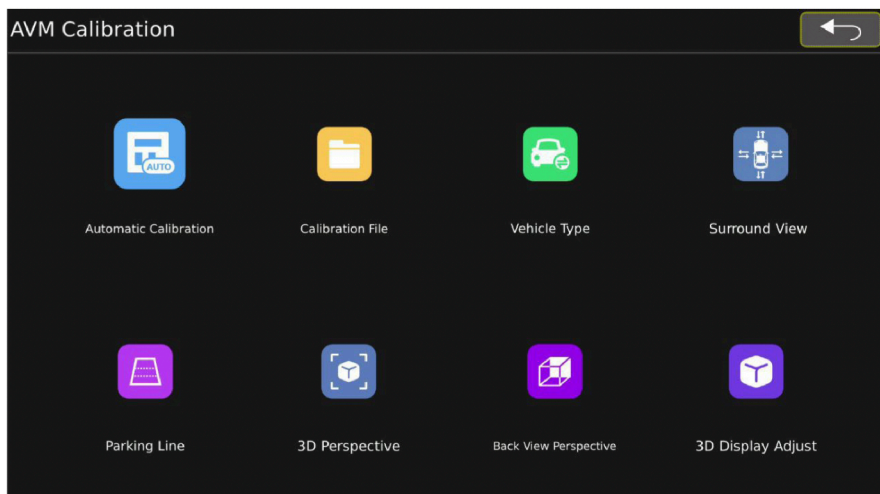 AVM Calibration
AUTO
Automatic Calibration
Calibration File
Vehicle Type
Surround View
Parking Line
3D Perspective
Back View Perspective
3D Display Adjust